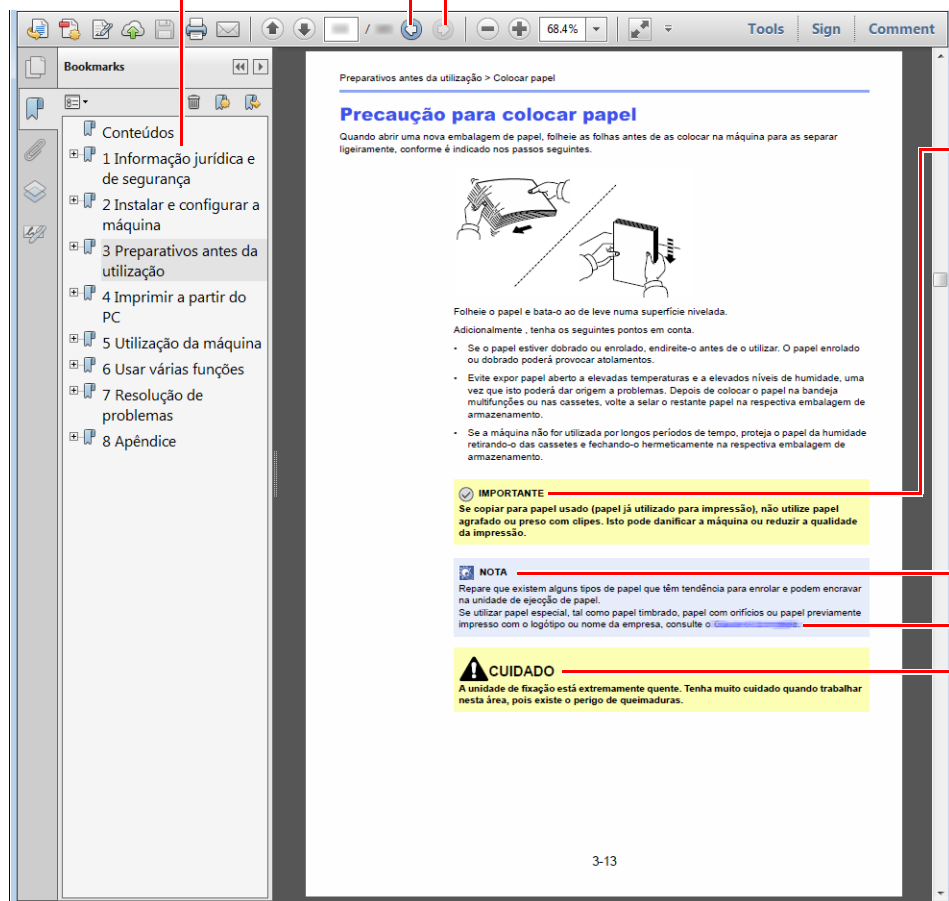 68.4%
Tools
Sign
Comment
Bookmarks
Conteúdos
1 Informação jurídica e
de segurança
2 Instalar e configurar a
máquina
3 Preparativos antes da
utilização
4 Imprimir a partir do
PC
5 Utilização da máquina
6 Usar várias funções
7 Resolução de
problemas
8 Apêndice
Preparativos antes da utilização > Colocar papel
Precaução para colocar papel
Quando abrir uma nova embalagem de papel, folheie as folhas antes de as colocar na máquina para as separar
ligeiramente, conforme é indicado nos passos seguintes.
Folheie o papel e bata-o ao de leve numa superfície nivelada.
Adicionalmente , tenha os seguintes pontos em conta.
• Se o papel estiver dobrado ou enrolado, endireite-o antes de o utilizar. O papel enrolado
ou dobrado poderá provocar atolamentos.
• Evite expor papel aberto a elevadas temperaturas e a elevados níveis de humidade, uma
vez que isto poderá dar origem a problemas. Depois de colocar o papel na bandeja
multifunções ou nas cassetes, volte a selar o restante papel na respectiva embalagem de
armazenamento.
• Se a máquina não for utilizada por longos períodos de tempo, proteja o papel da humidade
retirando-o das cassetes e fechando-o hermeticamente na respectiva embalagem de
armazenamento.
IMPORTANTE
Se copiar para papel usado (papel já utilizado para impressão), não utilize papel
agrafado ou preso com clipes. Isto pode danificar a máquina ou reduzir a qualidade
da impressão.
NOTA
Repare que existem alguns tipos de papel que têm tendência para enrolar e podem encravar
na unidade de ejecção de papel.
Se utilizar papel especial, tal como papel timbrado, papel com orifícios ou papel previamente
impresso com o logótipo ou nome da empresa, consulte o
CUIDADO
A unidade de fixação está extremamente quente. Tenha muito cuidado quando trabalhar
nesta área, pois existe o perigo de queimaduras.
3-13